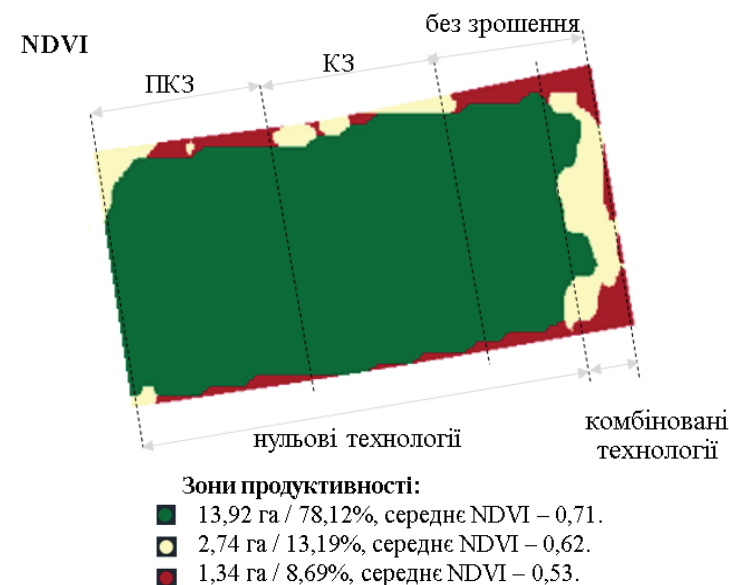 без зрошення
NDVI
КЗ
ПКЗ
нульові технології
комбіновані
технології
Зони продуктивності:
13,92 га / 78,12%, середнє NDVI – 0,71.
2,74 га / 13,19%, середнє NDVI – 0,62.
1,34 га / 8,69%, середнє NDVI – 0,53.